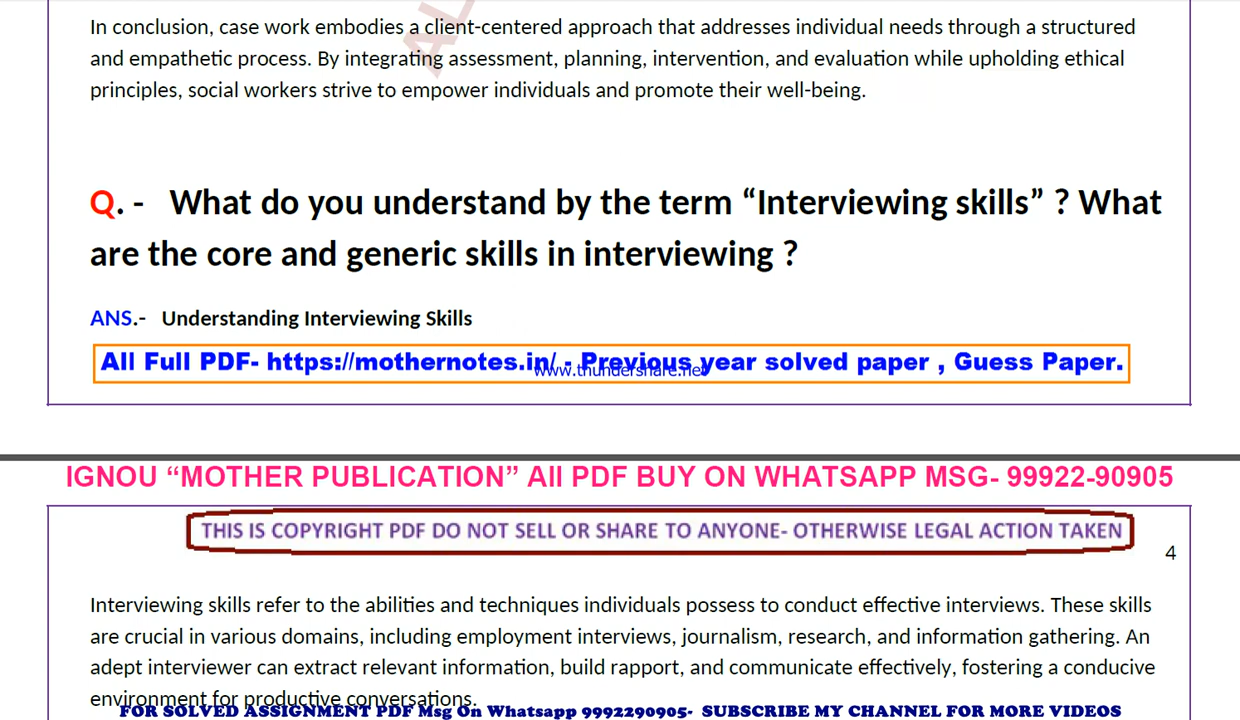 In conclusion, case work embodies a client-centered approach that addresses individual needs through a structured
and empathetic process. By integrating assessment, planning, intervention, and evaluation while upholding ethical
principles, social workers strive to empower individuals and promote their well-being.
Q. - What do you understand by the term “Interviewing skills” ? What
are the core and generic skills in interviewing ?
ANS.- Understanding Interviewing Skills
All Full PDF- https://mothernotes.in/ - Previous year solved paper , Guess Paper.
www.thundershare.net
IGNOU “MOTHER PUBLICATION” All PDF BUY ON WHATSAPP MSG- 99922-90905
THIS IS COPYRIGHT PDF DO NOT SELL OR SHARE TO ANYONE- OTHERWISE LEGAL ACTION TAKEN
4
Interviewing skills refer to the abilities and techniques individuals possess to conduct effective interviews. These skills
are crucial in various domains, including employment interviews, journalism, research, and information gathering. An
adept interviewer can extract relevant information, build rapport, and communicate effectively, fostering a conducive
environment for productive conversations.
FOR SOLVED ASSIGNMENT PDF Msg On Whatsapp 9992290905- SUBSCRIBE MY CHANNEL FOR MORE VIDEOS